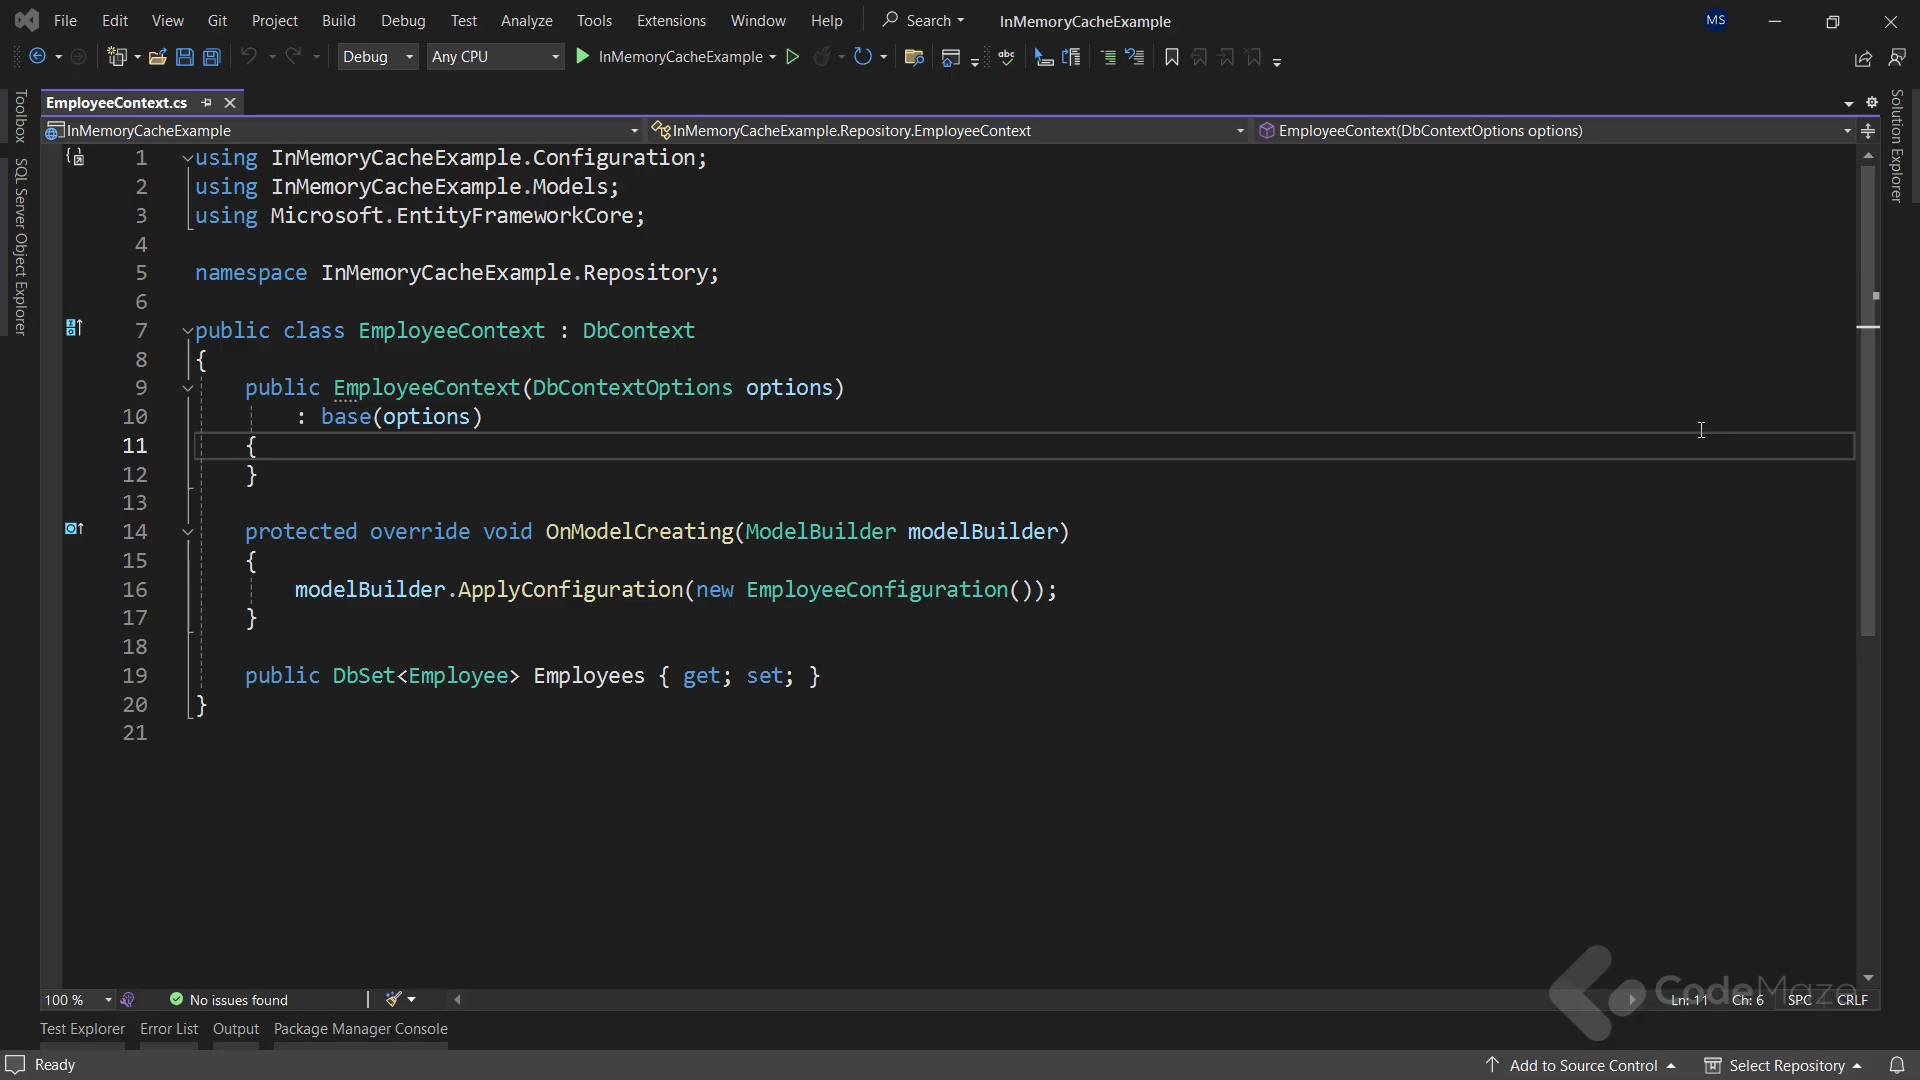 File Edit View Git Project Build Debug Test Analyze Tools Extensions Window Help Search InMemoryCacheExample MS
Debug Any CPU InMemoryCacheExample
EmployeeContext.cs
InMemoryCacheExample InMemoryCacheExample.Repository.EmployeeContext EmployeeContext(DbContextOptions options)
Toolbox
SQL Server Object Explorer
Solution Explorer
1 using InMemoryCacheExample.Configuration;
2 using InMemoryCacheExample.Models;
3 using Microsoft.EntityFrameworkCore;
4
5 namespace InMemoryCacheExample.Repository;
6
7 public class EmployeeContext : DbContext
8 {
9 public EmployeeContext(DbContextOptions options)
10 : base(options)
11 {
12 }
13
14 protected override void OnModelCreating(ModelBuilder modelBuilder)
15 {
16 modelBuilder.ApplyConfiguration(new EmployeeConfiguration());
17 }
18
19 public DbSet<Employee> Employees { get; set; }
20 }
21
CodeMaze
100 % No issues found Ln: 11 Ch: 6 SPC CRLF
Test Explorer Error List Output Package Manager Console
Ready Add to Source Control Select Repository